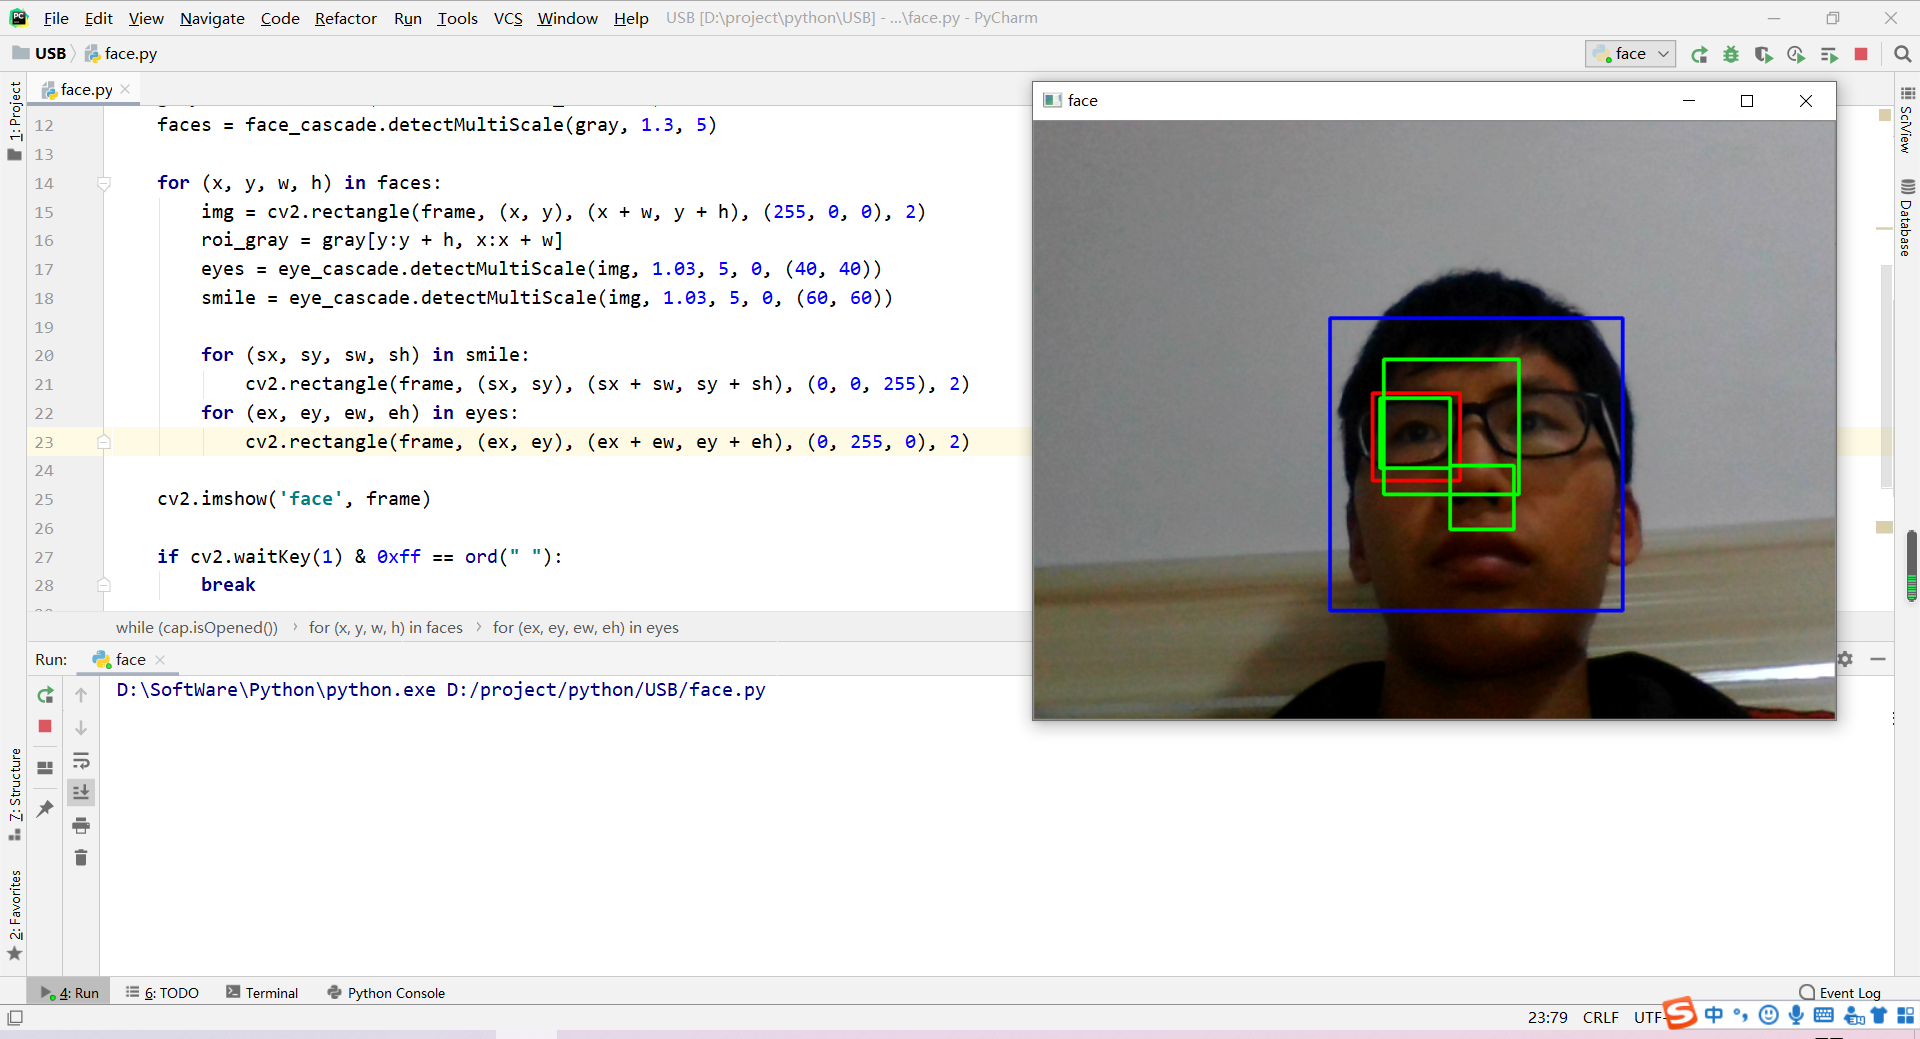 File Edit View Navigate Code Refactor Run Tools VCS Window Help USB [D:\project\python\USB] - ...\face.py - PyCharm
USB face.py
face
face.py
1: Project
SciView
Database
7: Structure
2: Favorites
12 faces = face_cascade.detectMultiScale(gray, 1.3, 5)
13
14 for (x, y, w, h) in faces:
15 img = cv2.rectangle(frame, (x, y), (x + w, y + h), (255, 0, 0), 2)
16 roi_gray = gray[y:y + h, x:x + w]
17 eyes = eye_cascade.detectMultiScale(img, 1.03, 5, 0, (40, 40))
18 smile = eye_cascade.detectMultiScale(img, 1.03, 5, 0, (60, 60))
19
20 for (sx, sy, sw, sh) in smile:
21 cv2.rectangle(frame, (sx, sy), (sx + sw, sy + sh), (0, 0, 255), 2)
22 for (ex, ey, ew, eh) in eyes:
23 cv2.rectangle(frame, (ex, ey), (ex + ew, ey + eh), (0, 255, 0), 2)
24
25 cv2.imshow('face', frame)
26
27 if cv2.waitKey(1) & 0xff == ord(" "):
28 break
while (cap.isOpened()) › for (x, y, w, h) in faces › for (ex, ey, ew, eh) in eyes
face
Run: face
D:\SoftWare\Python\python.exe D:/project/python/USB/face.py
4: Run 6: TODO Terminal Python Console Event Log
23:79 CRLF UTF-
S 中